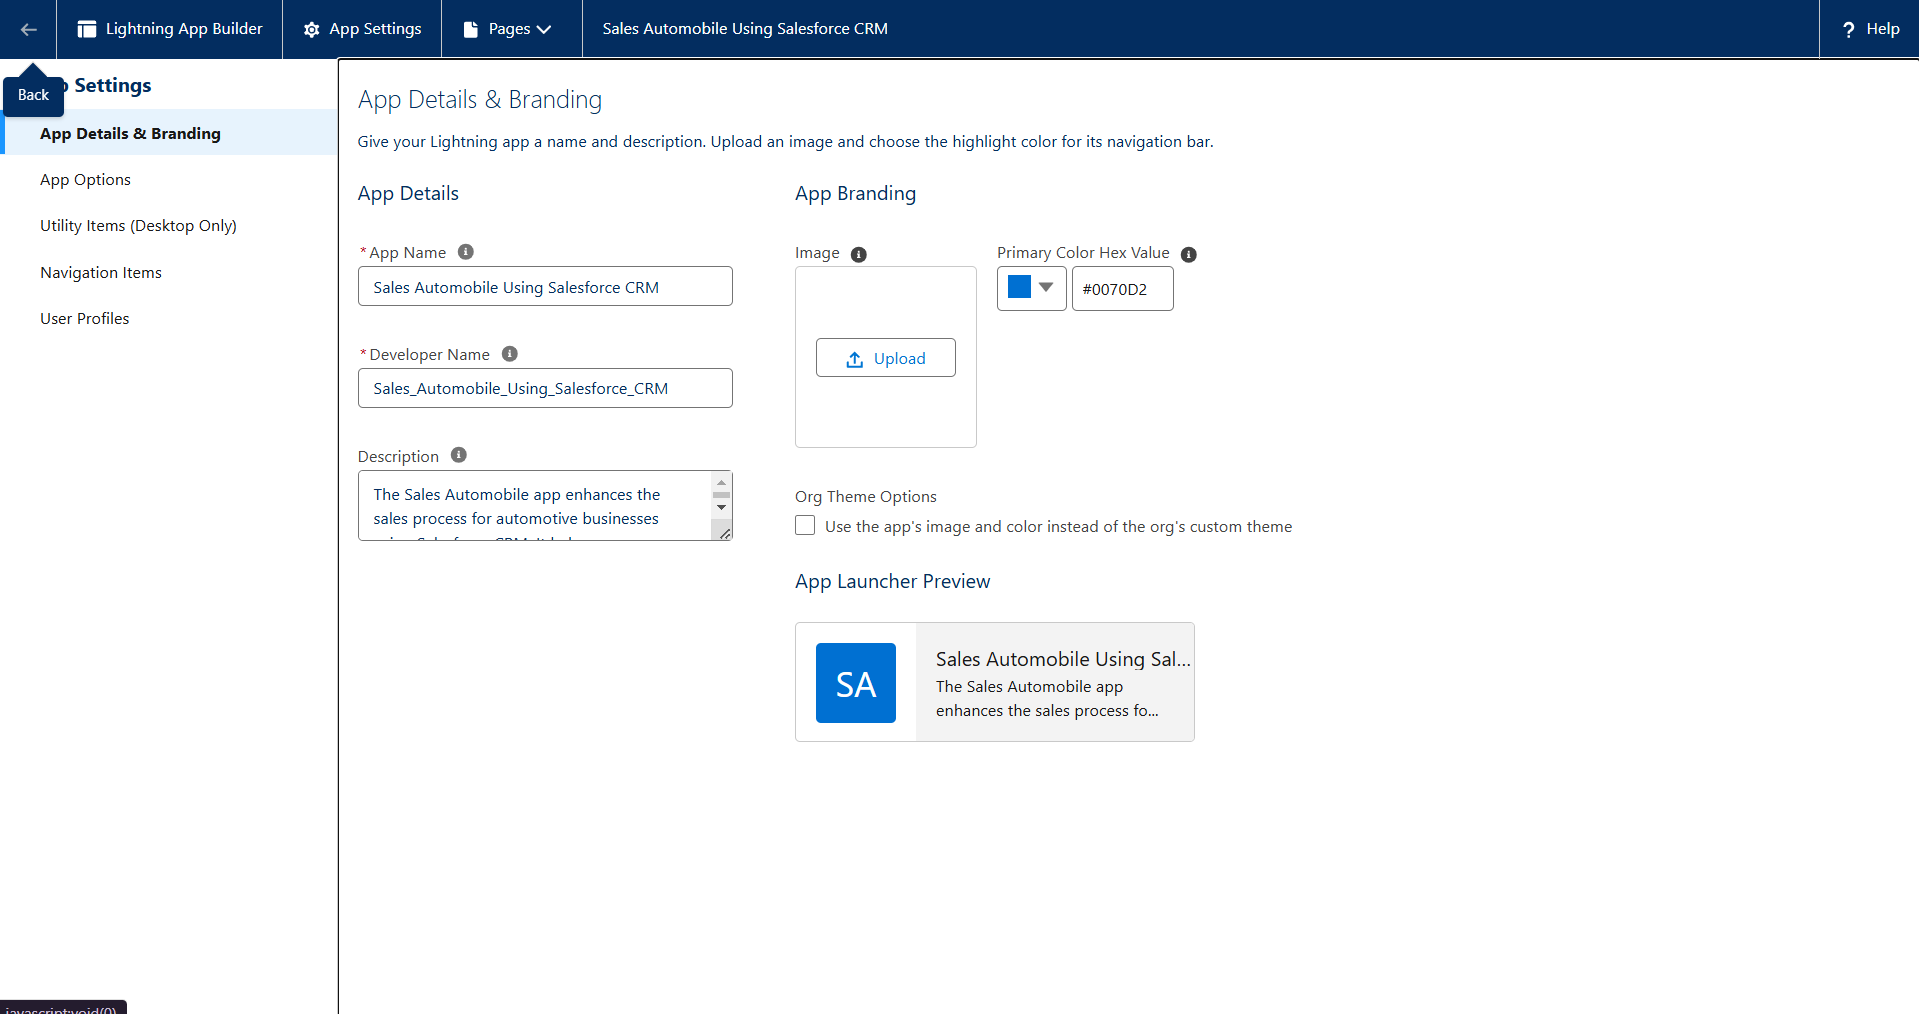 Lightning App Builder
App Settings
Pages
Sales Automobile Using Salesforce CRM
? Help
Back
Settings
App Details & Branding
App Options
Utility Items (Desktop Only)
Navigation Items
User Profiles
App Details & Branding
Give your Lightning app a name and description. Upload an image and choose the highlight color for its navigation bar.
App Details
* App Name
Sales Automobile Using Salesforce CRM
* Developer Name
Sales_Automobile_Using_Salesforce_CRM
Description
The Sales Automobile app enhances the
sales process for automotive businesses
App Branding
Image
Upload
Primary Color Hex Value
#0070D2
Org Theme Options
Use the app's image and color instead of the org's custom theme
App Launcher Preview
SA
Sales Automobile Using Sal...
The Sales Automobile app
enhances the sales process fo...
javascript:void(0)